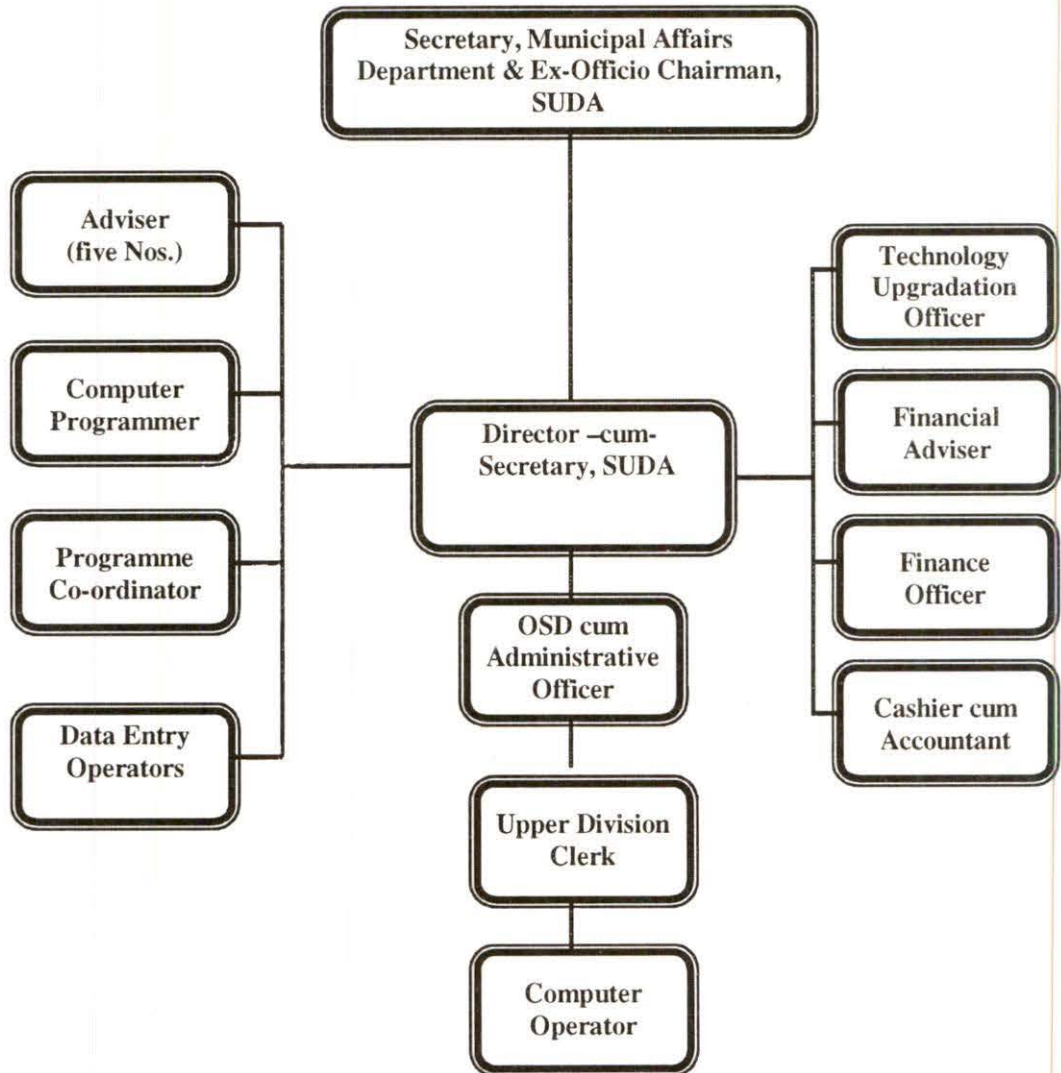 Secretary, Municipal Affairs
Department & Ex-Officio Chairman,
SUDA
Adviser
(five Nos.)
Computer
Programmer
Programme
Co-ordinator
Data Entry
Operators
Director –cum-
Secretary, SUDA
OSD cum
Administrative
Officer
Upper Division
Clerk
Computer
Operator
Technology
Upgradation
Officer
Financial
Adviser
Finance
Officer
Cashier cum
Accountant